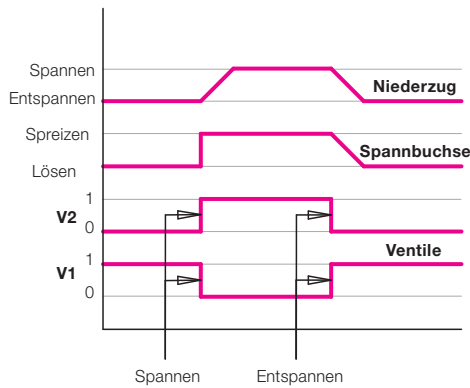 Spannen
Niederzug
Entspannen
Spreizen
Spannbuchse
Lösen
1
V2
0
Ventile
1
V1
0
Spannen Entspannen